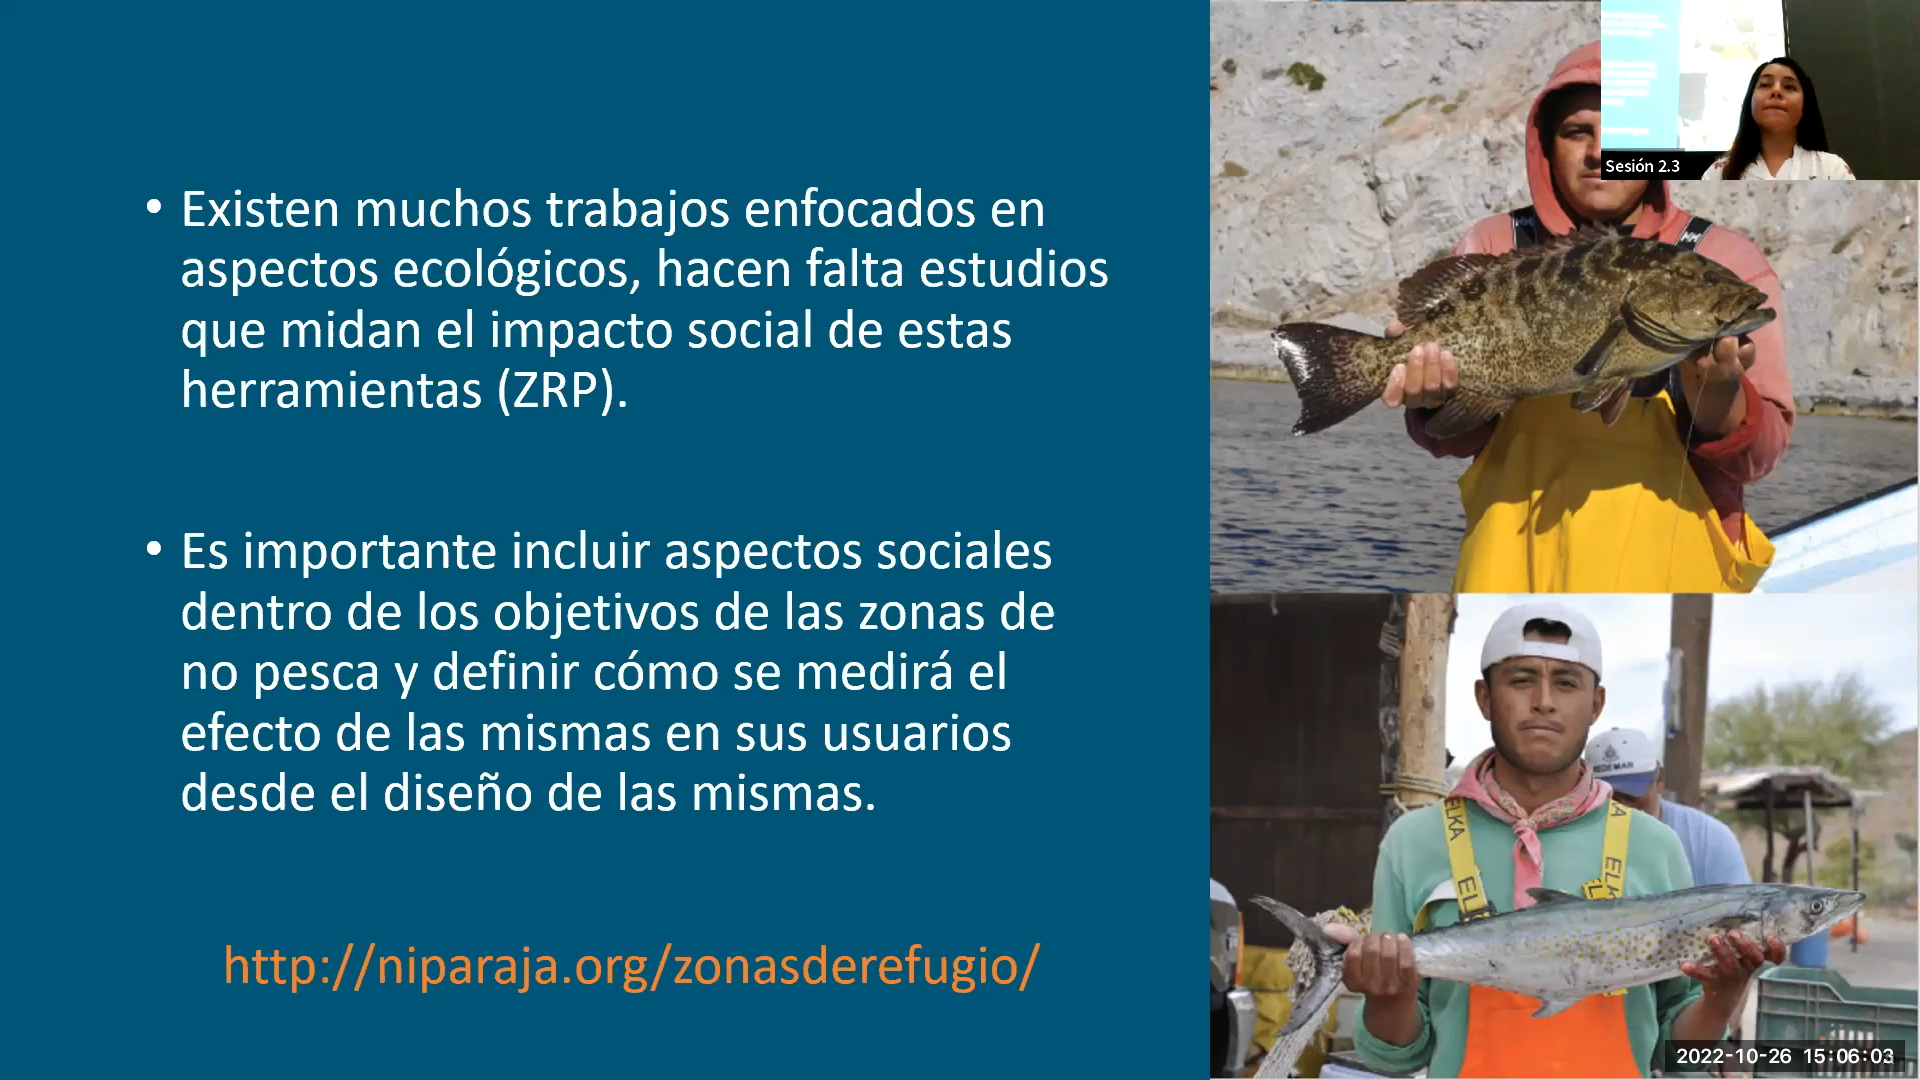 Sesión 2.3
• Existen muchos trabajos enfocados en
aspectos ecológicos, hacen falta estudios
que midan el impacto social de estas
herramientas (ZRP).
• Es importante incluir aspectos sociales
dentro de los objetivos de las zonas de
no pesca y definir cómo se medirá el
efecto de las mismas en sus usuarios
desde el diseño de las mismas.
http://niparaja.org/zonasderefugio/
HH
ELKA
ELK
2022-10-26 15:06:03